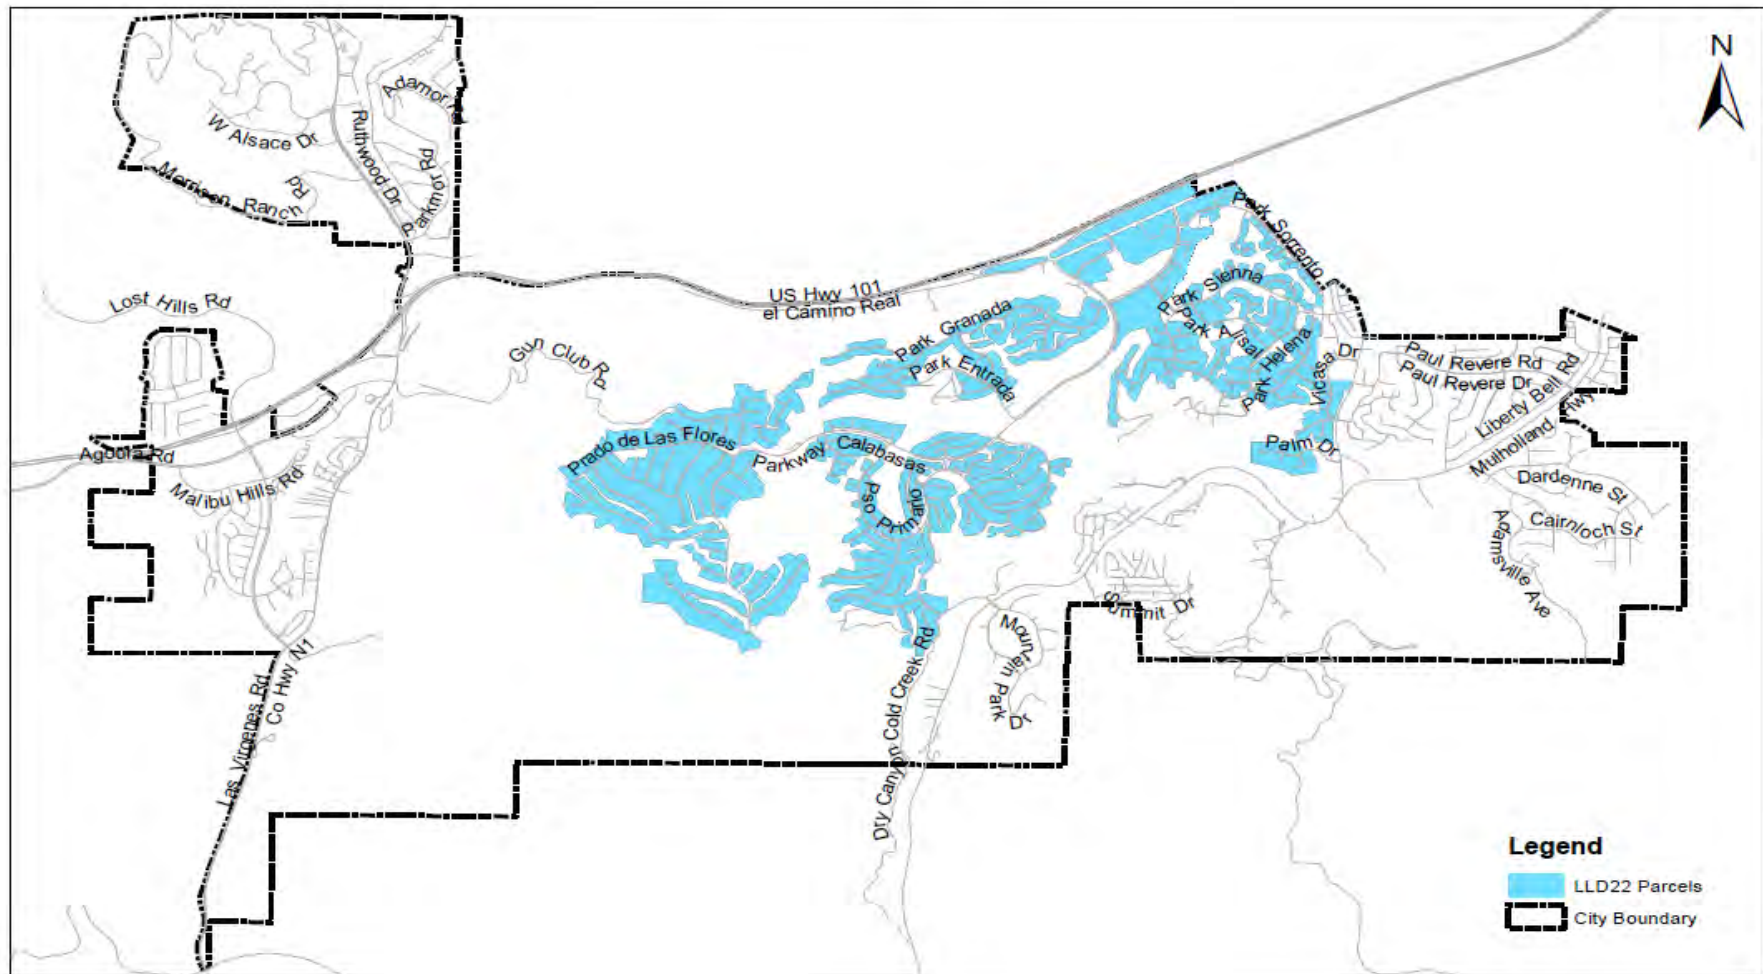 N
Adamor Rd
W Alsace Dr
Ruthwood Dr
Parkmor Rd
Morrison Ranch
Rd
Park Sorrento
Lost Hills Rd
US Hwy 101
el Camino Real
Park Sienna
Park Granada
Park Alisal
Park Helena
Park Entrada
Gun Club Rd
Vicasa Dr
Paul Revere Rd
Paul Revere Dr
Liberty Bell Rd
Mulholland Hwy
Prado de Las Flores
Parkway Calabasas
Palm Dr
Agoura Rd
Malibu Hills Rd
Pso Primario
Dardenne St
Cairnloch St
Adamsville Ave
Summit Dr
Mountain Park
Dr
Dry Canyon Cold Creek Rd
Las Virgenes Rd
Co Hwy N1
Legend
LLD22 Parcels
City Boundary